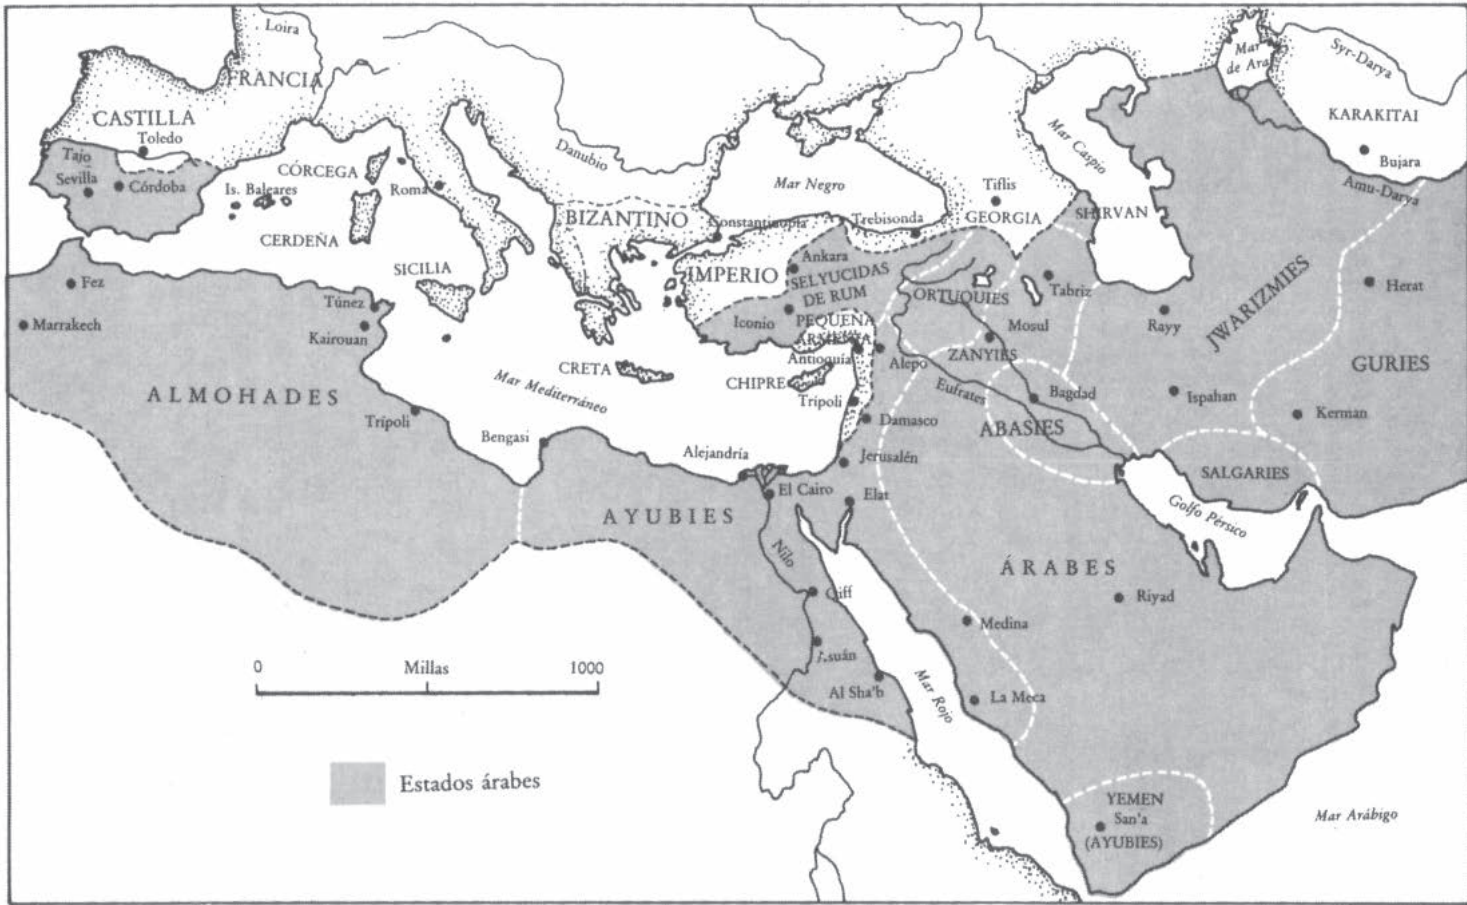 Loira
FRANCIA
CASTILLA
Toledo
Tajo
Sevilla
Córdoba
Is. Baleares
CÓRCEGA
Roma
CERDEÑA
SICILIA
Danubio
BIZANTINO
IMPERIO
Constantinopla
Mar Negro
Trebisonda
Tiflis
GEORGIA
SHIRVAN
Mar Caspio
Mar
de Aral
Syr-Darya
KARAKITAI
Bujara
Amu-Darya
Ankara
SELYUCIDAS
DE RUM
Iconio
PEQUEÑA
ARMENIA
Antioquía
ORTUQUIES
Tabriz
Mosul
ZANYIES
Alepo
Rayy
JWARIZMIES
Herat
GURIES
Kerman
Ispahan
Fez
Marrakech
Túnez
Kairouan
ALMOHADES
Trípoli
Mar Mediterráneo
CRETA
CHIPRE
Trípoli
Eufrates
Bagdad
ABASIES
Damasco
Jerusalén
Bengasi
Alejandría
El Cairo
Elat
AYUBIES
Nilo
SALGARIES
Golfo Pérsico
ÁRABES
Riyad
Qiff
Medina
Asuán
Al Sha'b
La Meca
Mar Rojo
0 Millas 1000
Estados árabes
YEMEN
San'a
(AYUBIES)
Mar Arábigo